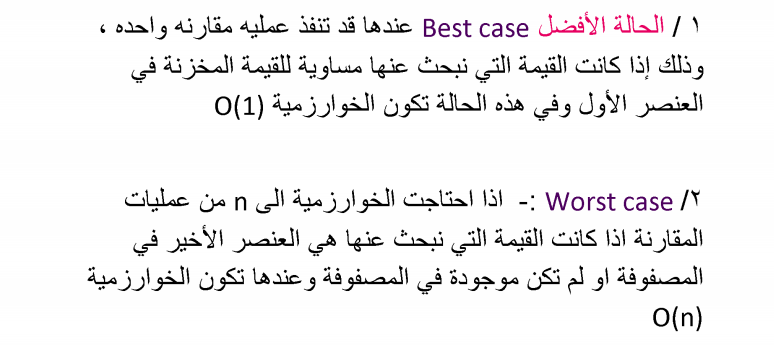 ١ / الحالة الأفضل Best case عندها قد تنفذ عمليه مقارنه واحده ،
وذلك إذا كانت القيمة التي نبحث عنها مساوية للقيمة المخزنة في
العنصر الأول وفي هذه الحالة تكون الخوارزمية O(1)
٢/ Worst case :- اذا احتاجت الخوارزمية الى n من عمليات
المقارنة اذا كانت القيمة التي نبحث عنها هي العنصر الأخير في
المصفوفة او لم تكن موجودة في المصفوفة وعندها تكون الخوارزمية
O(n)